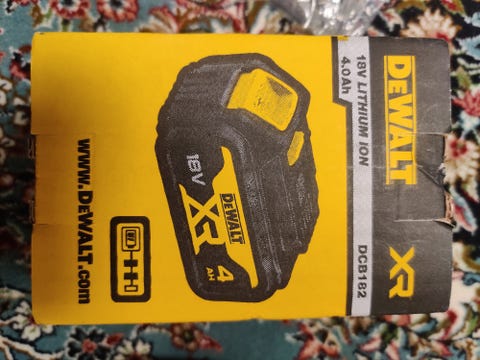 DEWALT XR
18V LITHIUM ION
4.0Ah
DCB182
18V
DEWALT
XR
4
AH
www.DEWALT.com